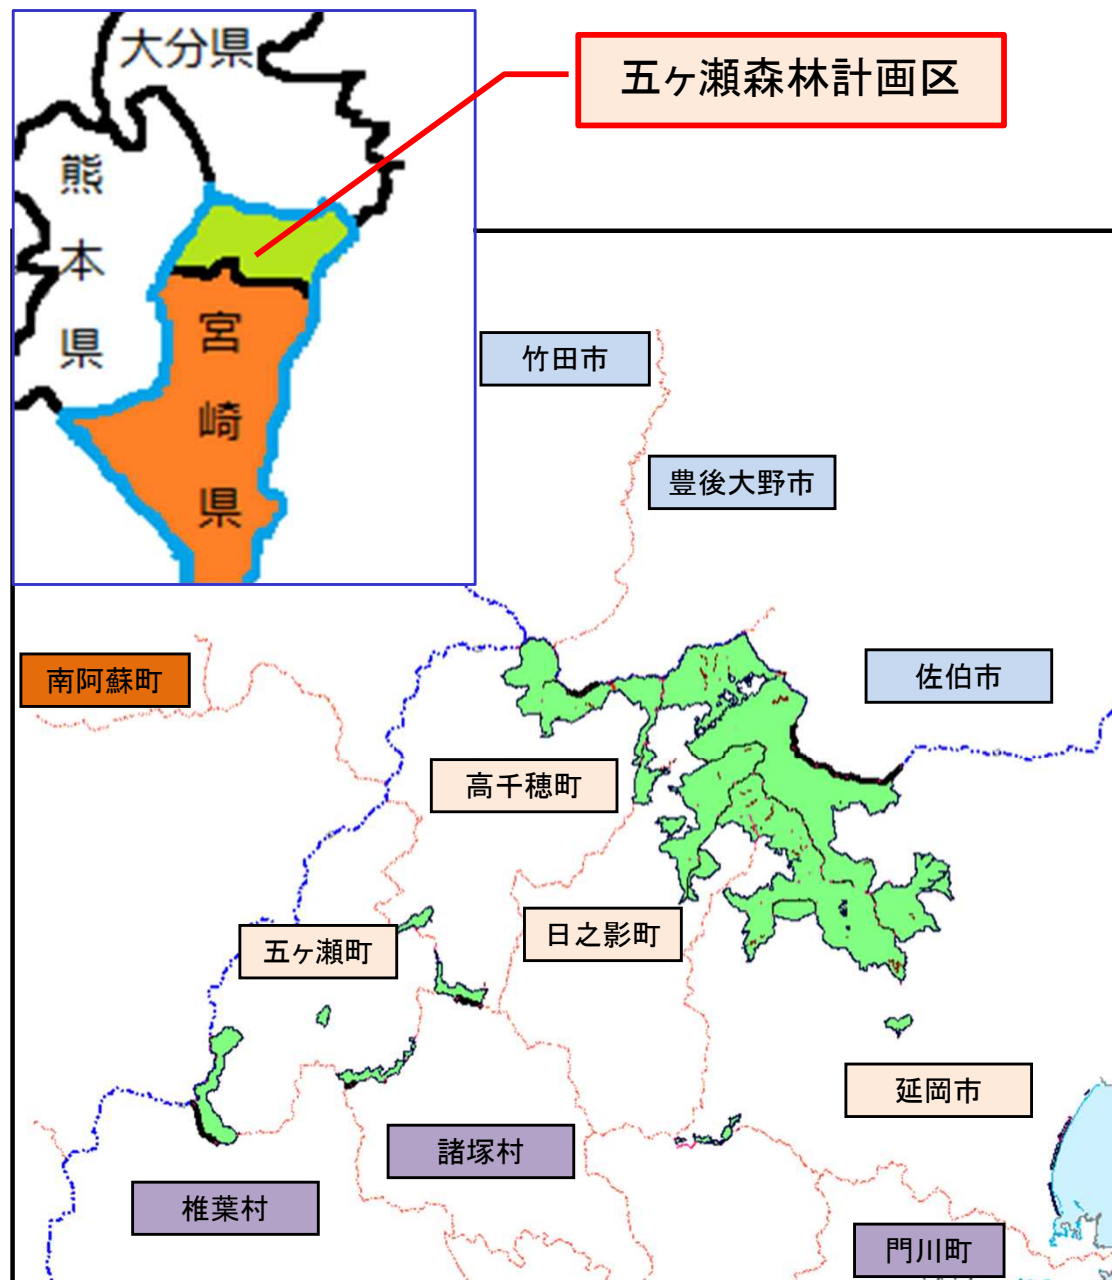 大分県
五ヶ瀬森林計画区
熊本県
宮崎県
竹田市
豊後大野市
南阿蘇町
佐伯市
高千穂町
日之影町
五ヶ瀬町
延岡市
諸塚村
椎葉村
門川町